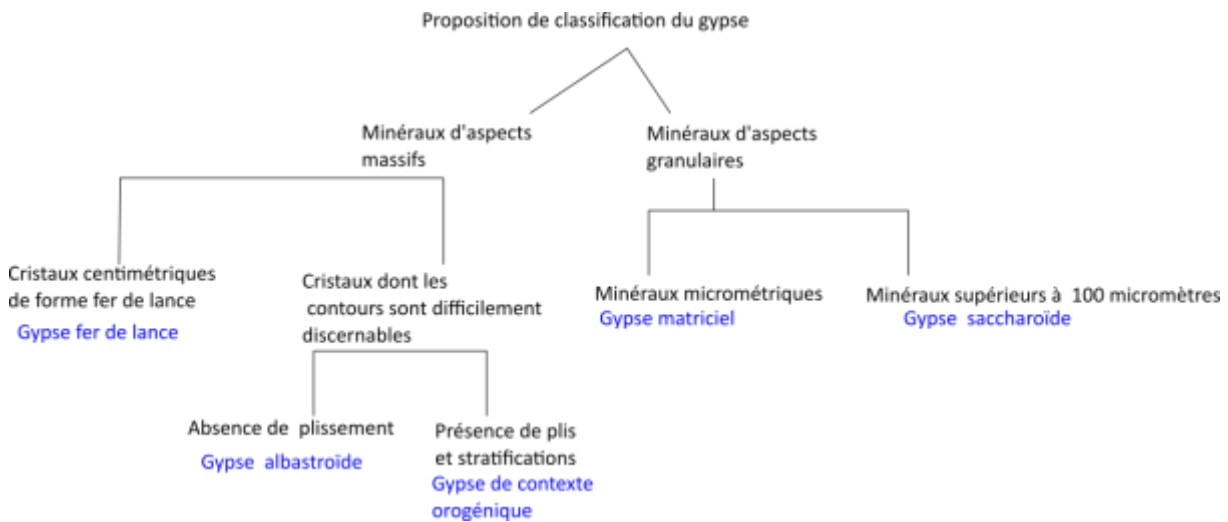 Proposition de classification du gypse
Minéraux d'aspects
massifs
Minéraux d'aspects
granulaires
Cristaux centimétriques
de forme fer de lance
Gypse fer de lance
Cristaux dont les
contours sont difficilement
discernables
Minéraux micrométriques
Gypse matriciel
Minéraux supérieurs à 100 micromètres
Gypse saccharoïde
Absence de plissement
Gypse albastroïde
Présence de plis
et stratifications
Gypse de contexte
orogénique